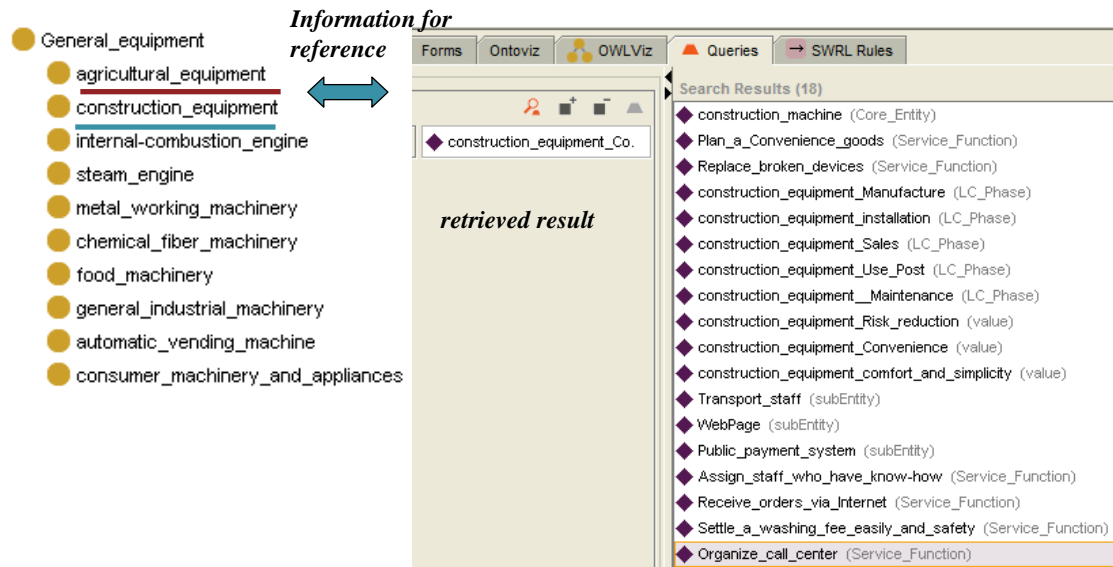 Information for
reference
General_equipment
agricultural_equipment
construction_equipment
internal-combustion_engine
steam_engine
metal_working_machinery
chemical_fiber_machinery
food_machinery
general_industrial_machinery
automatic_vending_machine
consumer_machinery_and_appliances
Forms Ontoviz OWLViz Queries SWRL Rules
construction_equipment_Co.
retrieved result
Search Results (18)
construction_machine (Core_Entity)
Plan_a_Convenience_goods (Service_Function)
Replace_broken_devices (Service_Function)
construction_equipment_Manufacture (LC_Phase)
construction_equipment_installation (LC_Phase)
construction_equipment_Sales (LC_Phase)
construction_equipment_Use_Post (LC_Phase)
construction_equipment__Maintenance (LC_Phase)
construction_equipment_Risk_reduction (value)
construction_equipment_Convenience (value)
construction_equipment_comfort_and_simplicity (value)
Transport_staff (subEntity)
WebPage (subEntity)
Public_payment_system (subEntity)
Assign_staff_who_have_know-how (Service_Function)
Receive_orders_via_Internet (Service_Function)
Settle_a_washing_fee_easily_and_safety (Service_Function)
Organize_call_center (Service_Function)